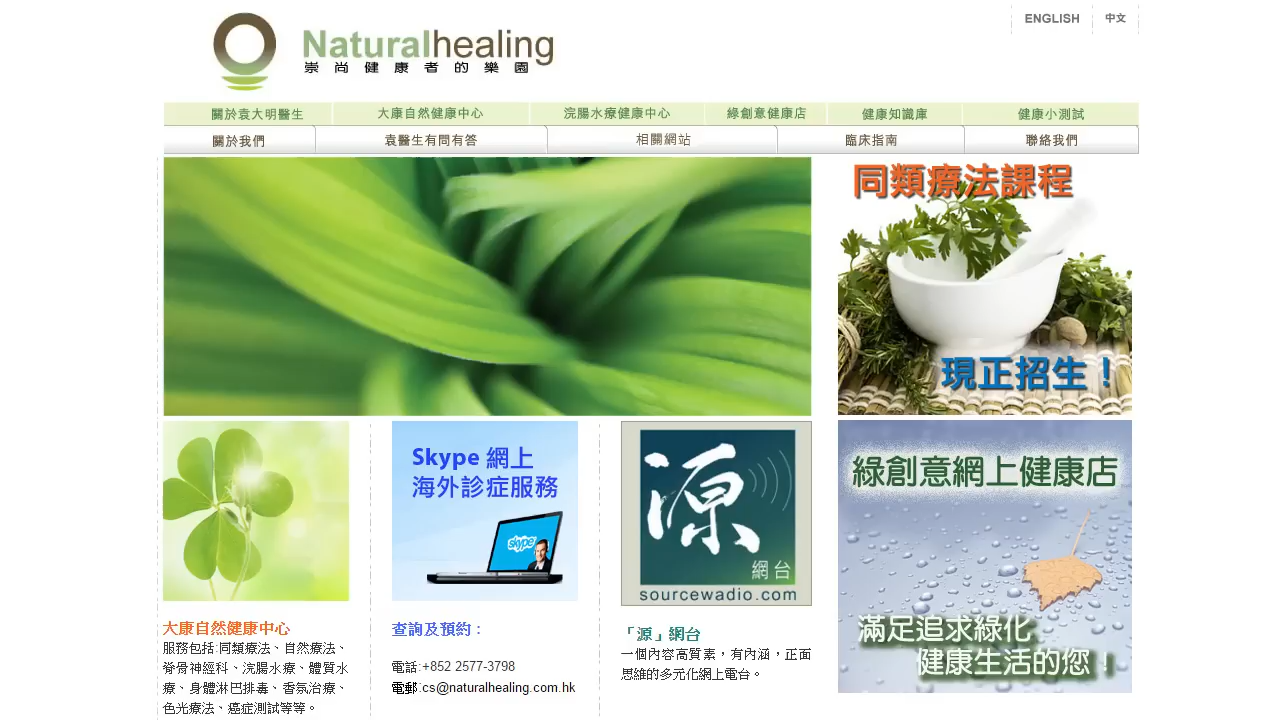 ENGLISH 中文
Naturalhealing
崇尚健康者的樂園
關於袁大明醫生 大康自然健康中心 浣腸水療健康中心 綠創意健康店 健康知識庫 健康小測試
關於我們 袁醫生有問有答 相關網站 臨床指南 聯絡我們
同類療法課程
現正招生！
Skype 網上
海外診症服務
skype
源
網台
sourcewadio.com
綠創意網上健康店
滿足追求綠化
健康生活的您！
大康自然健康中心
服務包括:同類療法、自然療法、
脊骨神經科、浣腸水療、體質水
療、身體淋巴排毒、香氛治療、
色光療法、癌症測試等等。
查詢及預約：
電話:+852 2577-3798
電郵:cs@naturalhealing.com.hk
「源」網台
一個內容高質素，有內涵，正面
思維的多元化網上電台。